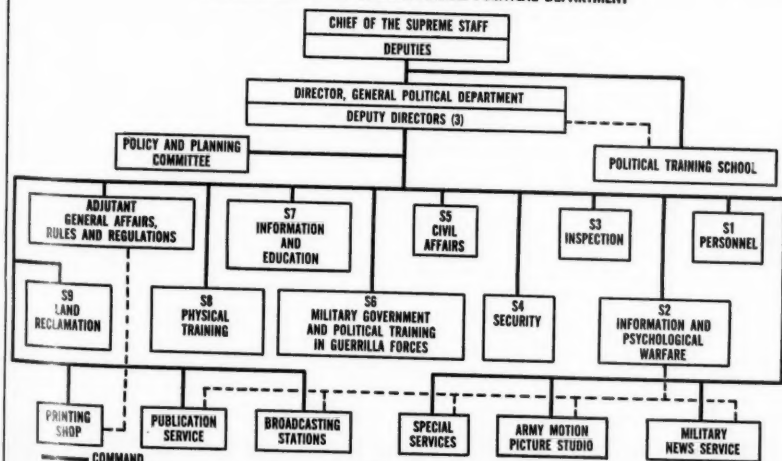 CHIEF OF THE SUPREME STAFF
DEPUTIES
DIRECTOR, GENERAL POLITICAL DEPARTMENT
DEPUTY DIRECTORS (3)
POLICY AND PLANNING
COMMITTEE
POLITICAL TRAINING SCHOOL
ADJUTANT
GENERAL AFFAIRS,
RULES AND REGULATIONS
S7
INFORMATION
AND
EDUCATION
S5
CIVIL
AFFAIRS
S3
INSPECTION
S1
PERSONNEL
S9
LAND
RECLAMATION
S8
PHYSICAL
TRAINING
S6
MILITARY GOVERNMENT
AND POLITICAL TRAINING
IN GUERRILLA FORCES
S4
SECURITY
S2
INFORMATION AND
PSYCHOLOGICAL
WARFARE
PRINTING
SHOP
PUBLICATION
SERVICE
BROADCASTING
STATIONS
SPECIAL
SERVICES
ARMY MOTION
PICTURE STUDIO
MILITARY
NEWS SERVICE
COMMAND